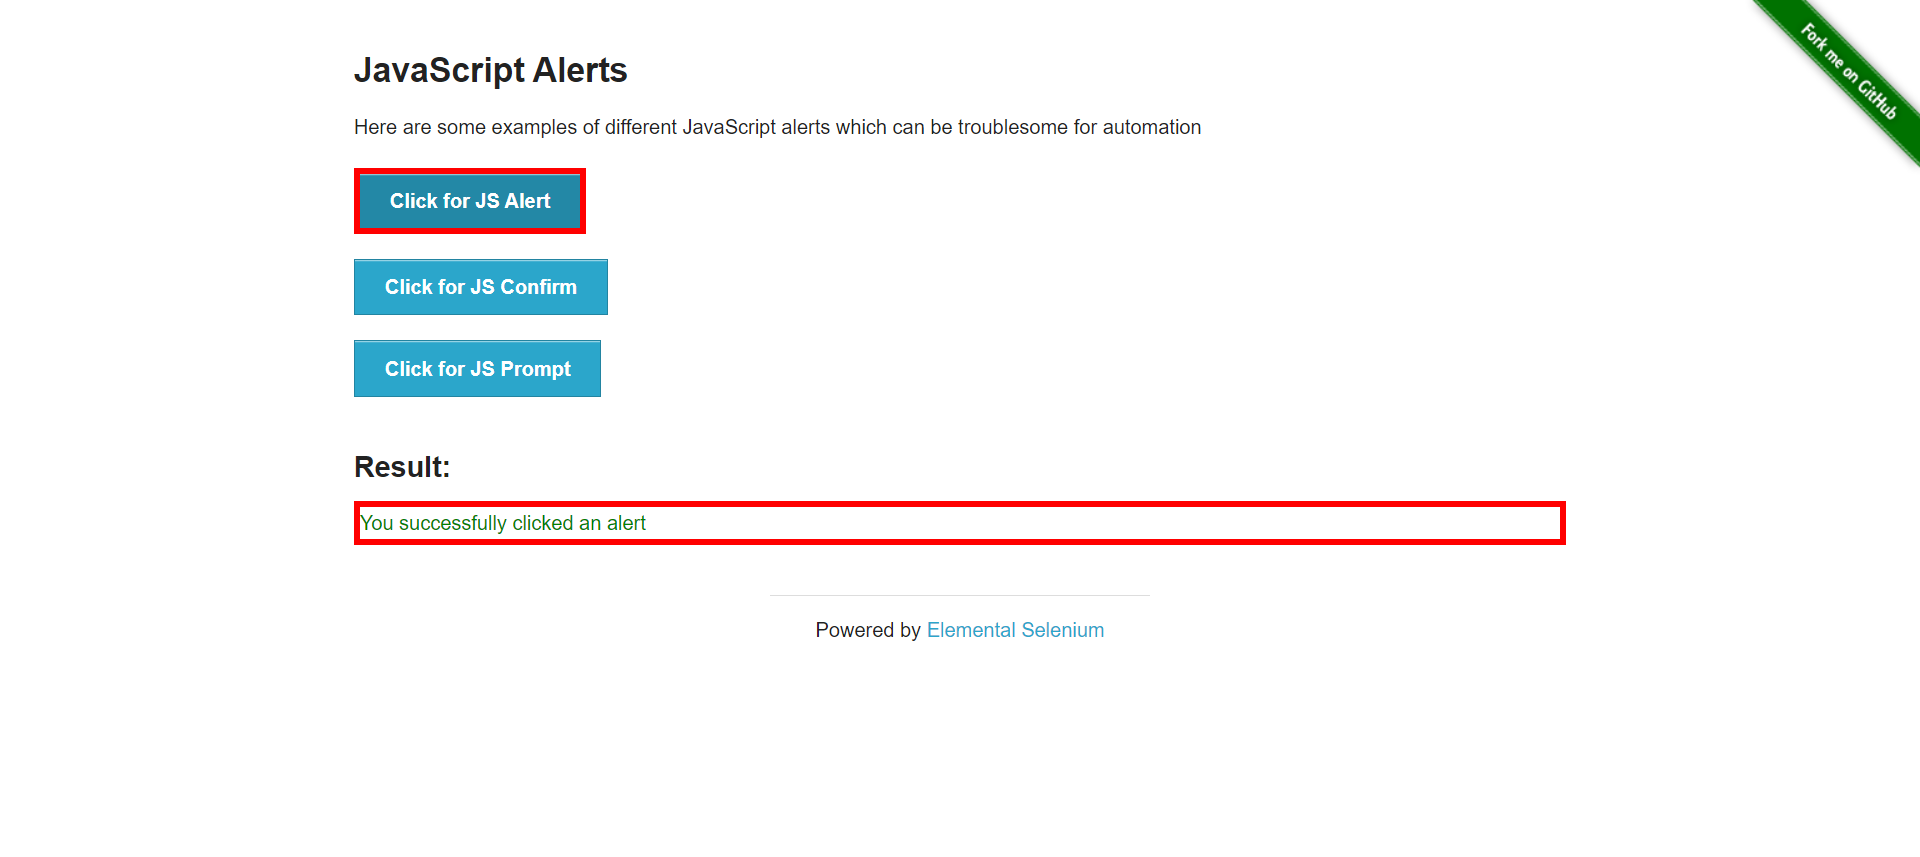 Fork me on GitHub
JavaScript Alerts
Here are some examples of different JavaScript alerts which can be troublesome for automation
Click for JS Alert
Click for JS Confirm
Click for JS Prompt
Result:
You successfully clicked an alert
Powered by Elemental Selenium